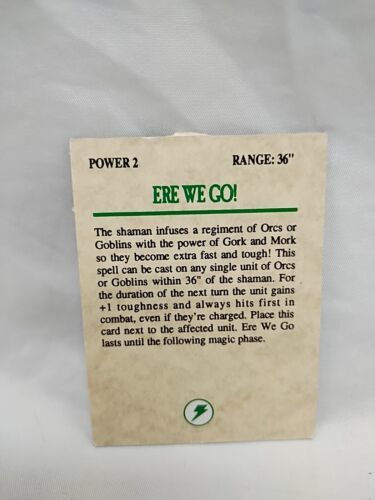 POWER 2 RANGE: 36"
ERE WE GO!
The shaman infuses a regiment of Orcs or
Goblins with the power of Gork and Mork
so they become extra fast and tough! This
spell can be cast on any single unit of Orcs
or Goblins within 36" of the shaman. For
the duration of the next turn the unit gains
+1 toughness and always hits first in
combat, even if they're charged. Place this
card next to the affected unit. Ere We Go
lasts until the following magic phase.